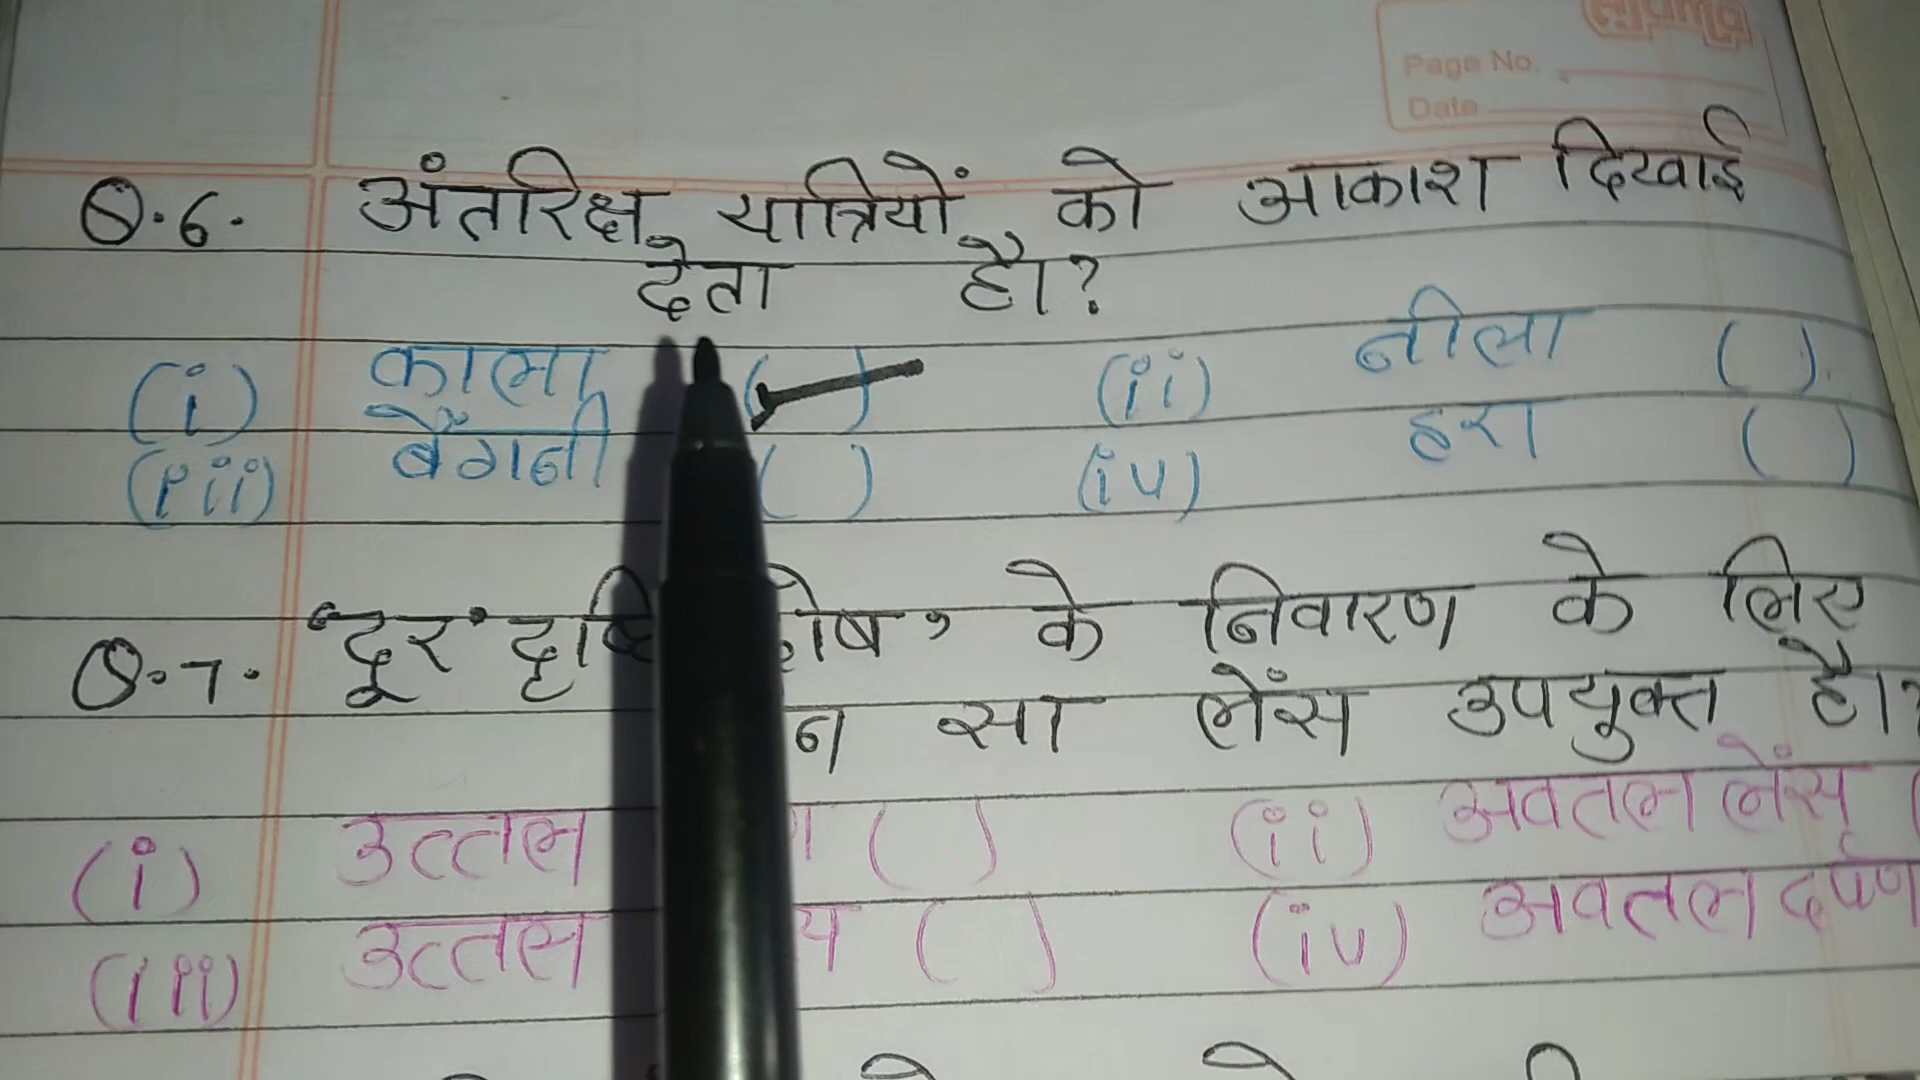 Page No.
Date
Q.6. अंतरिक्ष यात्रियों को आकाश दिखाई
देता है?
(i) काला ( ) (ii) नीला ( )
(iii) बैंगनी ( ) (iv) हरा ( )
Q.7. "दूर दृष्टि दोष" के निवारण के लिए
सा लेंस उपयुक्त है?
(i) उत्तल ( ) (ii) अवतल लेंस (
(iii) उत्तल ( ) (iv) अवतल दर्पण